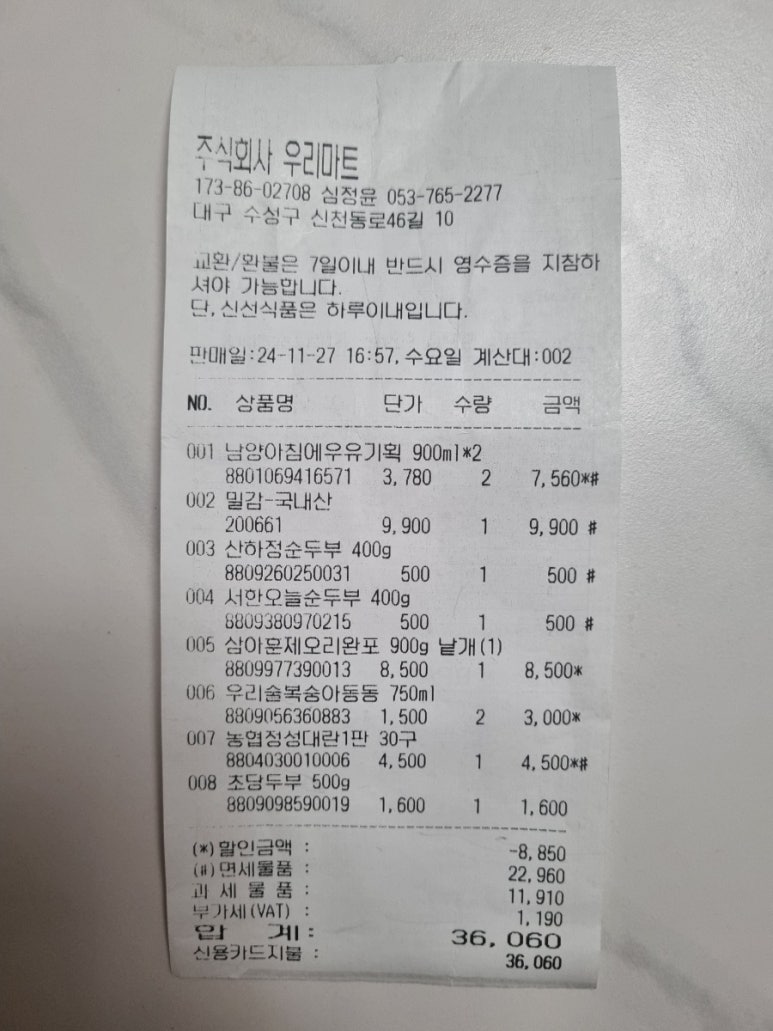 주식회사 우리마트
173-86-02708 심정윤 053-765-2277
대구 수성구 신천동로46길 10
교환/환불은 7일이내 반드시 영수증을 지참하
셔야 가능합니다.
단, 신선식품은 하루이내입니다.
판매일:24-11-27 16:57, 수요일 계산대:002
NO. 상품명 단가 수량 금액
001 남양아침에우유기획 900ml*2
8801069416571 3,780 2 7,560*#
002 밀감-국내산
200661 9,900 1 9,900 #
003 산하정순두부 400g
8809260250031 500 1 500 #
004 서한오늘순두부 400g
8809380970215 500 1 500 #
005 삼아훈제오리완포 900g 낱개(1)
8809977390013 8,500 1 8,500*
006 우리술복숭아동동 750ml
8809056360883 1,500 2 3,000*
007 농협정성대란1판 30구
8804030010006 4,500 1 4,500*#
008 초당두부 500g
8809098590019 1,600 1 1,600
(*)할인금액 : -8,850
(#)면세물품 : 22,960
과 세 물 품 : 11,910
부가세(VAT) : 1,190
합 계: 36,060
신용카드지불 : 36,060